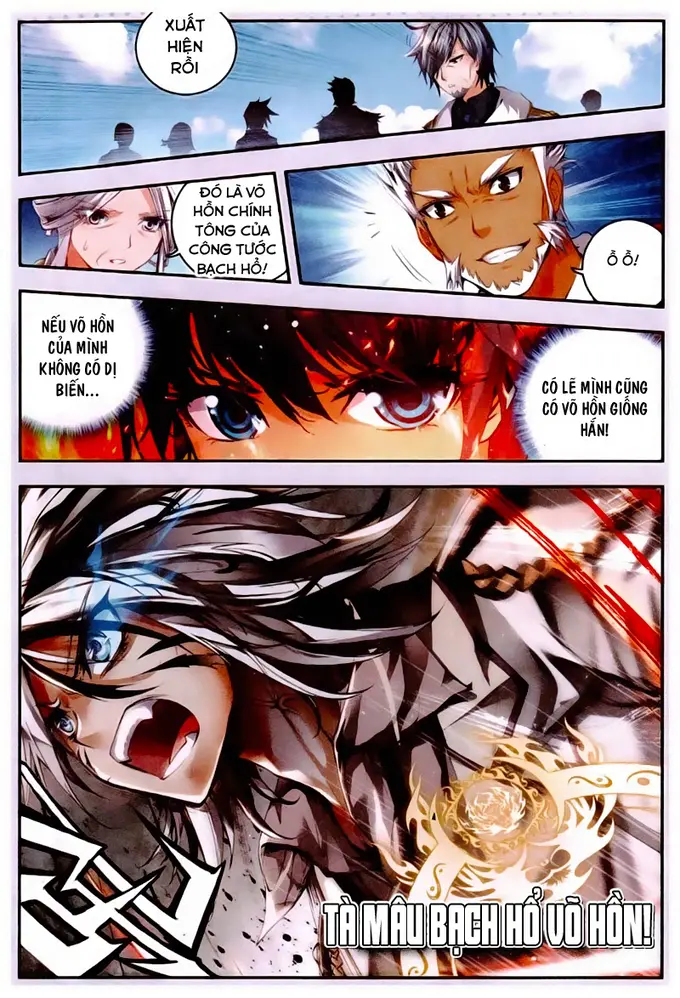 XUẤT
HIỆN
RỒI
ĐÓ LÀ VÕ
HỒN CHÍNH
TÔNG CỦA
CÔNG TƯỚC
BẠCH HỔ!
Ồ Ồ!
NẾU VÕ HỒN
CỦA MÌNH
KHÔNG CÓ DỊ
BIẾN...
CÓ LẼ MÌNH CŨNG
CÓ VÕ HỒN GIỐNG
HẮN!
TÀ MÂU BẠCH HỔ VÕ HỒN!